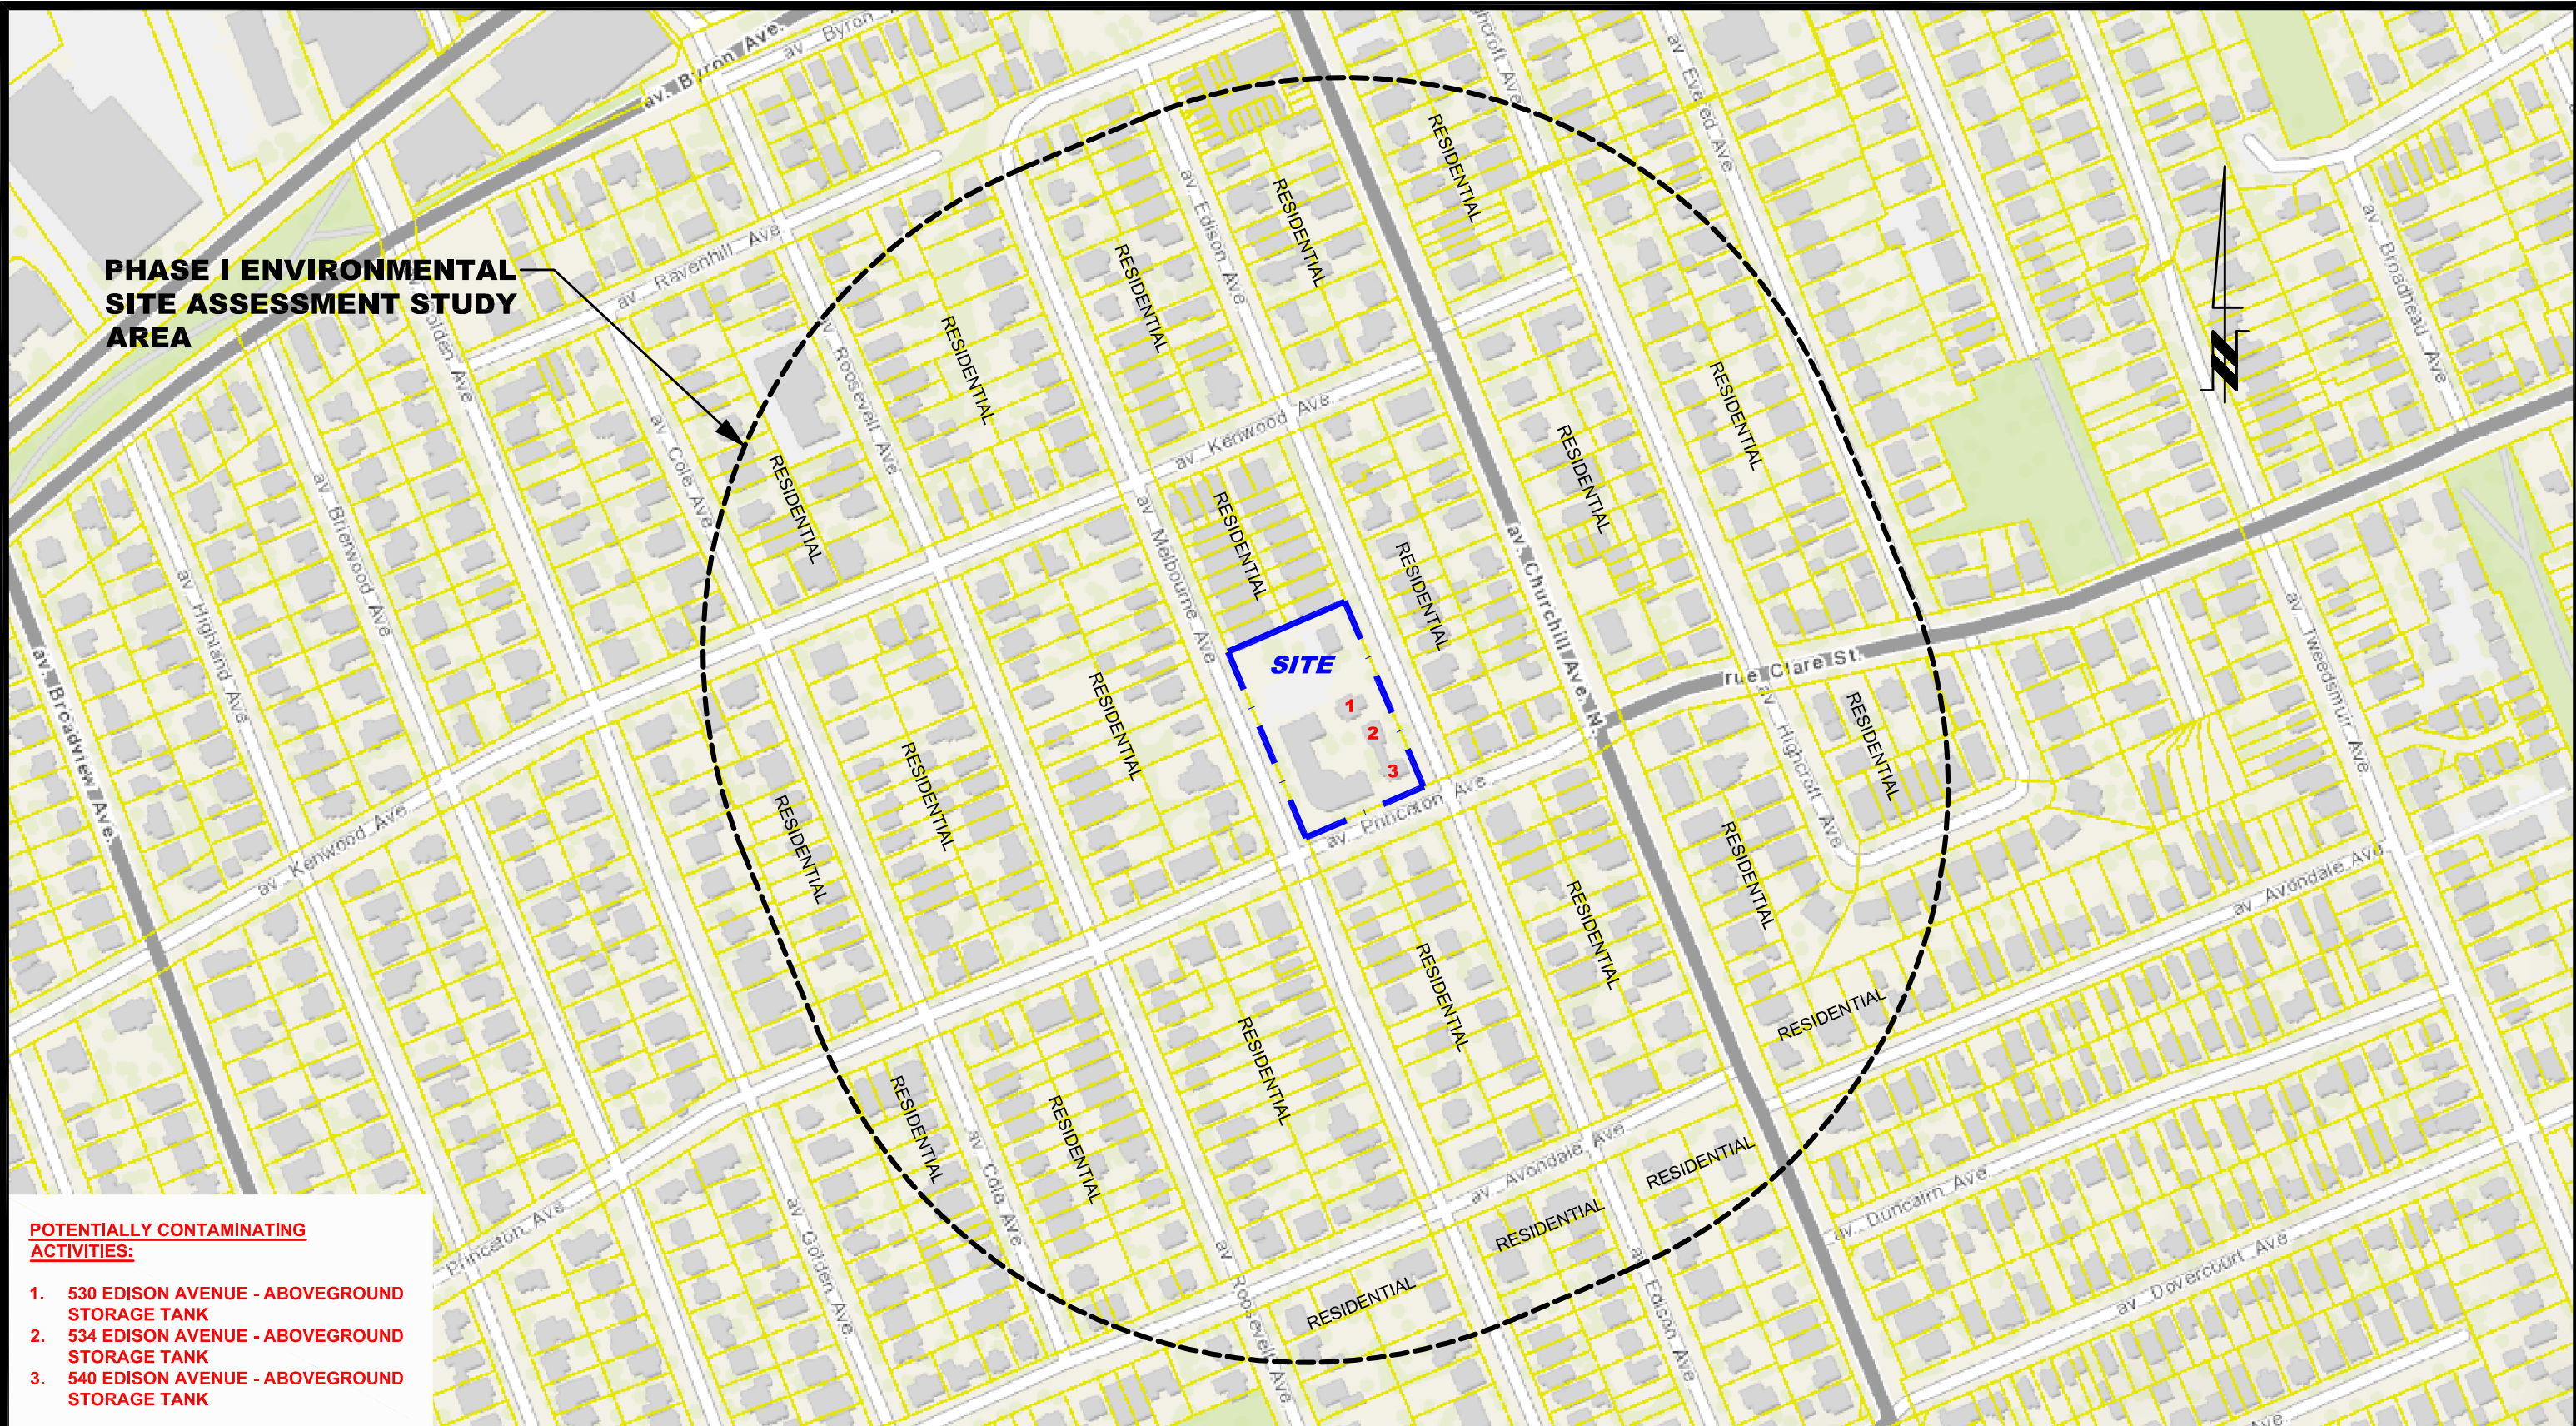 av. Byron Ave.
av. Byron
hcroft Ave
av. Evered Ave
av. Broadhead Ave
PHASE I ENVIRONMENTAL
SITE ASSESSMENT STUDY
AREA
av. Ravenhill Ave
olden Ave
av. Edison Ave
RESIDENTIAL
RESIDENTIAL
RESIDENTIAL
RESIDENTIAL
av. Roosevelt Ave
av. Cole Ave
RESIDENTIAL
av. Kenwood Ave
RESIDENTIAL
RESIDENTIAL
N
av. Brierwood Ave
av. Highland Ave
av. Melbourne Ave
RESIDENTIAL
RESIDENTIAL
av. Churchill Ave. N.
rue Clare St.
av. Tweedsmuir Ave
av. Broadview Ave.
SITE
1
2
3
RESIDENTIAL
RESIDENTIAL
RESIDENTIAL
av. Highcroft Ave
RESIDENTIAL
RESIDENTIAL
av. Princeton Ave
av. Kenwood Ave
av. Avondale Ave
RESIDENTIAL
RESIDENTIAL
RESIDENTIAL
RESIDENTIAL
RESIDENTIAL
RESIDENTIAL
av. Cole Ave
av. Avondale Ave
RESIDENTIAL
RESIDENTIAL
RESIDENTIAL
av. Duncairn Ave
av. Dovercourt Ave
Princeton Ave
av. Golden Ave
av. Roosevelt Ave
av. Edison Ave
Ave
POTENTIALLY CONTAMINATING
ACTIVITIES:
1. 530 EDISON AVENUE - ABOVEGROUND
STORAGE TANK
2. 534 EDISON AVENUE - ABOVEGROUND
STORAGE TANK
3. 540 EDISON AVENUE - ABOVEGROUND
STORAGE TANK